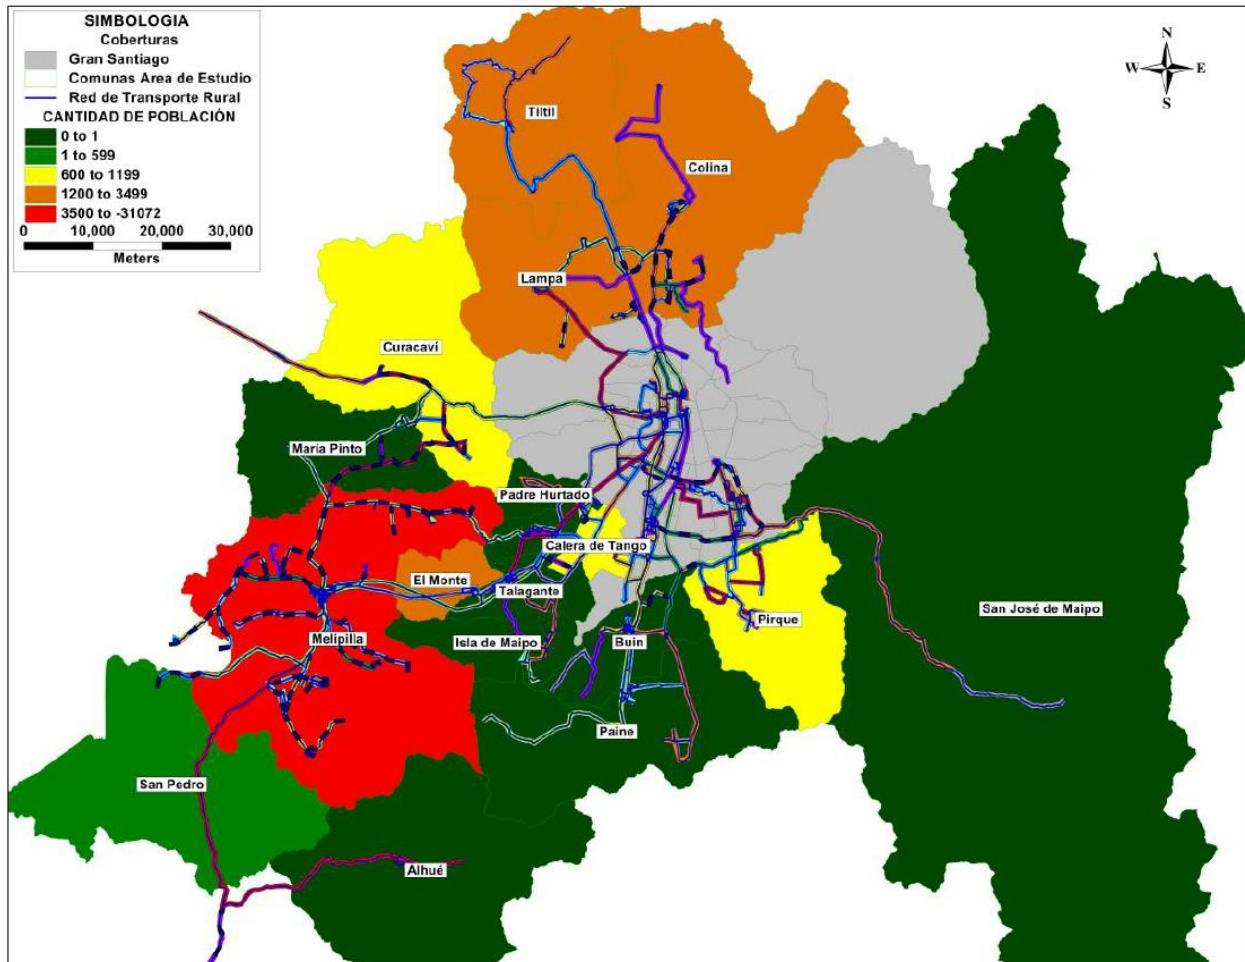 SIMBOLOGIA
Coberturas
Gran Santiago
Comunas Area de Estudio
Red de Transporte Rural
CANTIDAD DE POBLACIÓN
0 to 1
1 to 599
600 to 1199
1200 to 3499
3500 to -31072
0 10,000 20,000 30,000
Meters
N
W E
S
Tiltil
Colina
Lampa
Curacaví
María Pinto
Padre Hurtado
Calera de Tango
El Monte
Talagante
San José de Maipo
Pirque
Melipilla
Isla de Maipo
Buin
Paine
San Pedro
Alhué